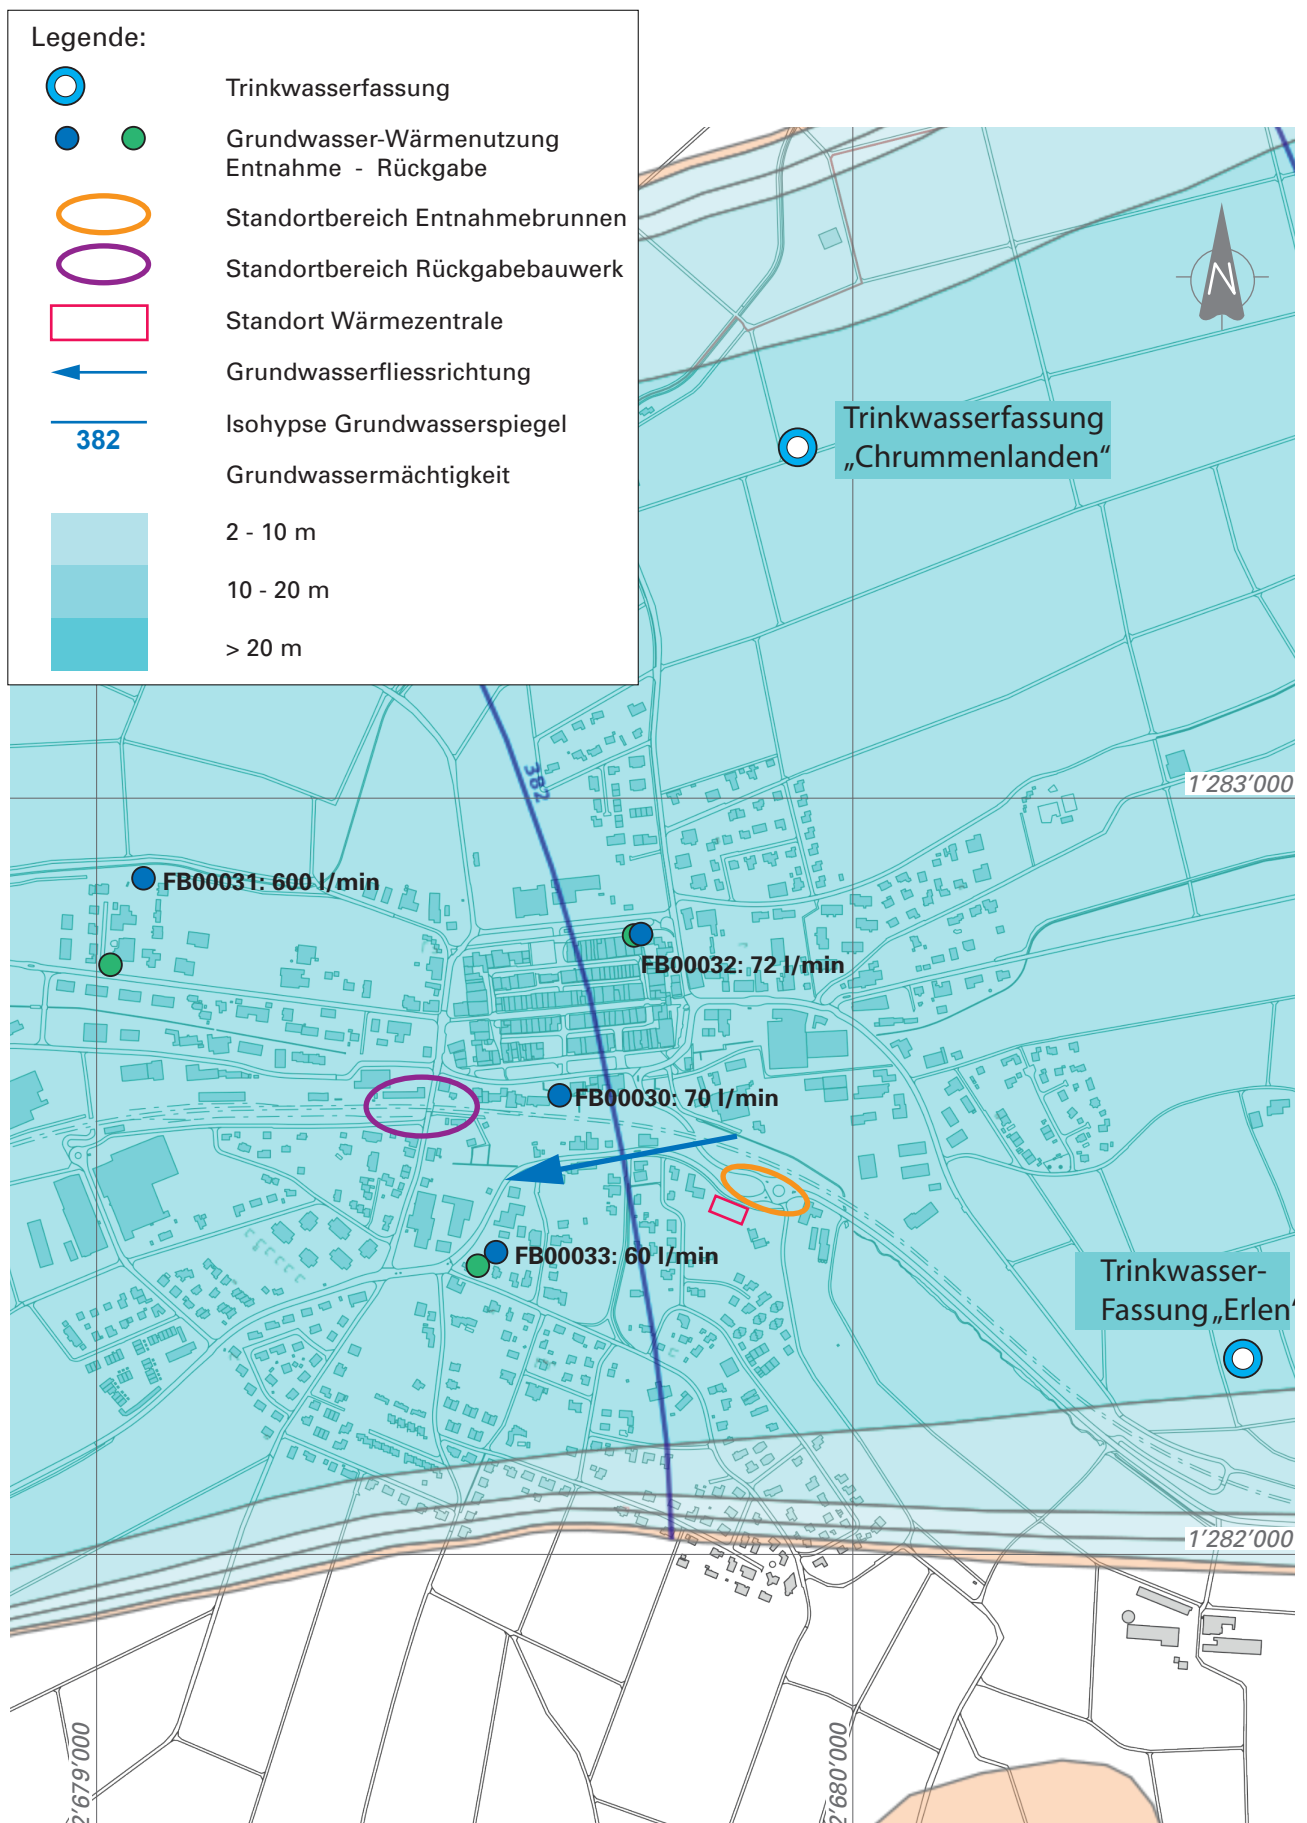 Legende:
Trinkwasserfassung
Grundwasser-Wärmenutzung
Entnahme - Rückgabe
Standortbereich Entnahmebrunnen
Standortbereich Rückgabebauwerk
Standort Wärmezentrale
Grundwasserfliessrichtung
382
Isohypse Grundwasserspiegel
Grundwassermächtigkeit
2 - 10 m
10 - 20 m
> 20 m
N
Trinkwasserfassung
„Chrummenlanden“
382
1’283’000
FB00031: 600 l/min
FB00032: 72 l/min
FB00030: 70 l/min
FB00033: 60 l/min
Trinkwasser-
Fassung „Erlen“
1’282’000
2’679’000
2’680’000